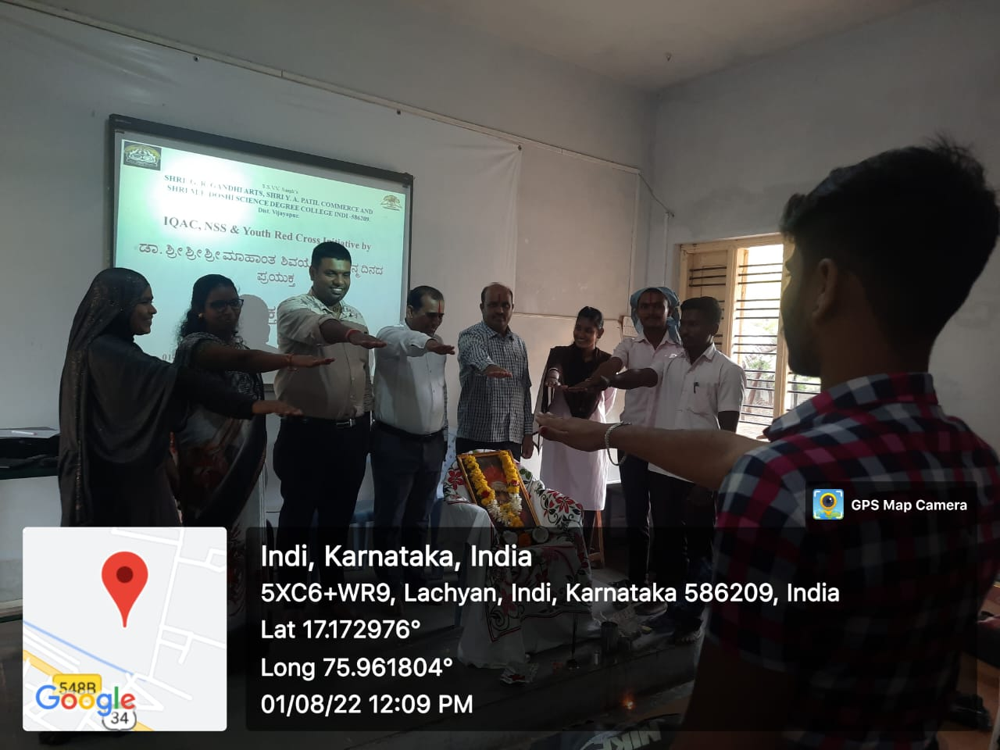 S.S.V.V. Sangh's
SHRI G. R. GANDHI ARTS, SHRI Y. A. PATIL COMMERCE AND
SHRI M.F. DOSHI SCIENCE DEGREE COLLEGE INDI-586209.
Dist. Vijayapur.
IQAC, NSS & Youth Red Cross Initiative by
ಡಾ. ಶ್ರೀ ಶ್ರೀ ಶ್ರೀ ಮಾಹಾಂತ ದಿನದ
ಪ್ರಯುಕ್ತ
GPS Map Camera
Indi, Karnataka, India
5XC6+WR9, Lachyan, Indi, Karnataka 586209, India
Lat 17.172976°
Long 75.961804°
01/08/22 12:09 PM
548B
Google
34
NIKE